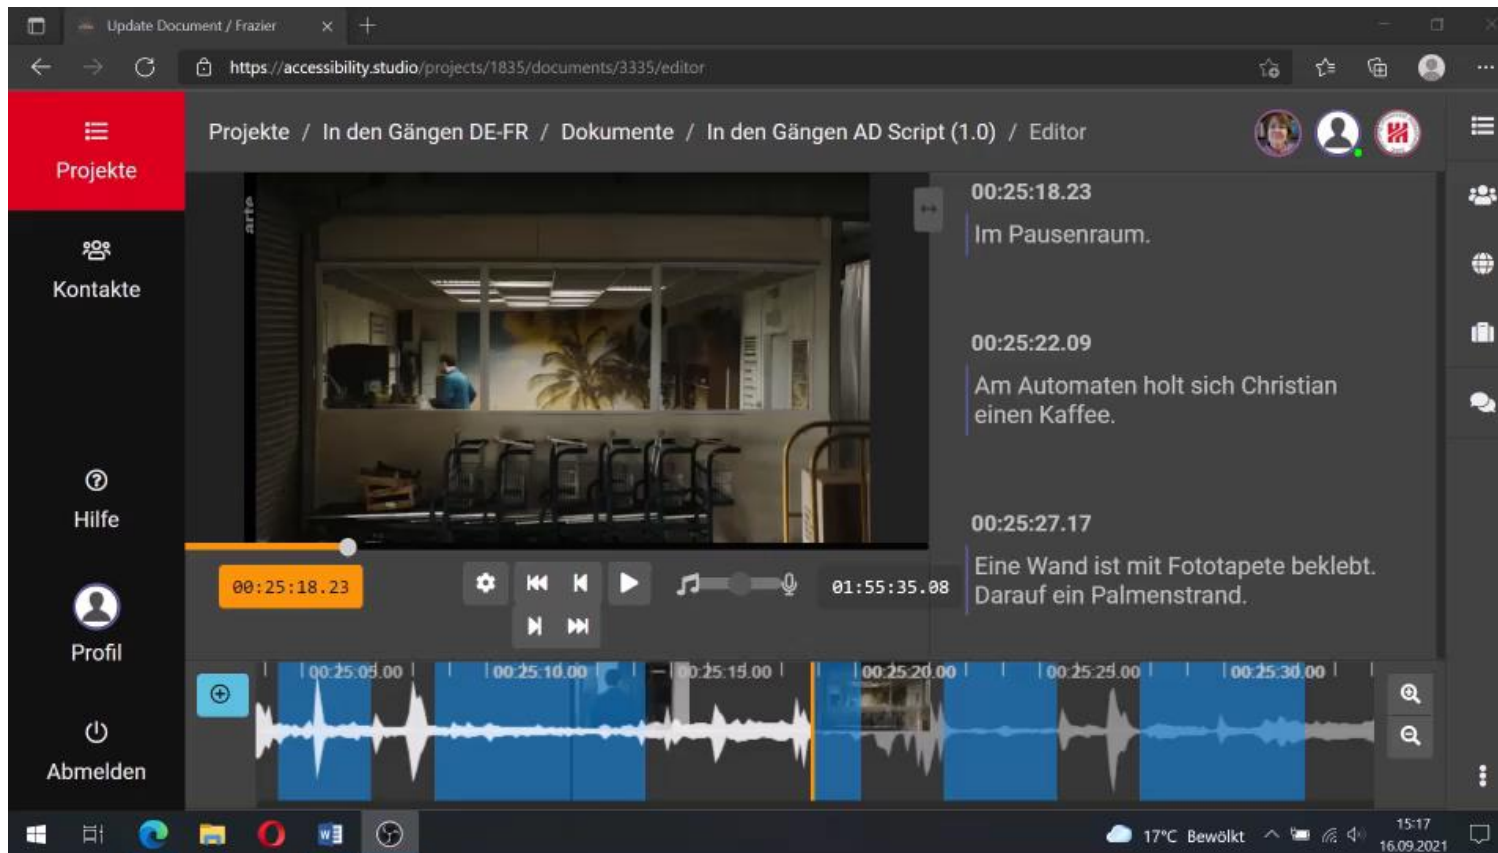 Update Document / Frazier
https://accessibility.studio/projects/1835/documents/3335/editor
Projekte
Kontakte
Hilfe
Profil
Abmelden
Projekte / In den Gängen DE-FR / Dokumente / In den Gängen AD Script (1.0) / Editor
arte
00:25:18.23
Im Pausenraum.
00:25:22.09
Am Automaten holt sich Christian
einen Kaffee.
00:25:27.17
Eine Wand ist mit Fototapete beklebt.
Darauf ein Palmenstrand.
00:25:18.23
01:55:35.08
00:25:05.00
00:25:10.00
00:25:15.00
00:25:20.00
00:25:25.00
00:25:30.00
17°C Bewölkt
15:17
16.09.2021